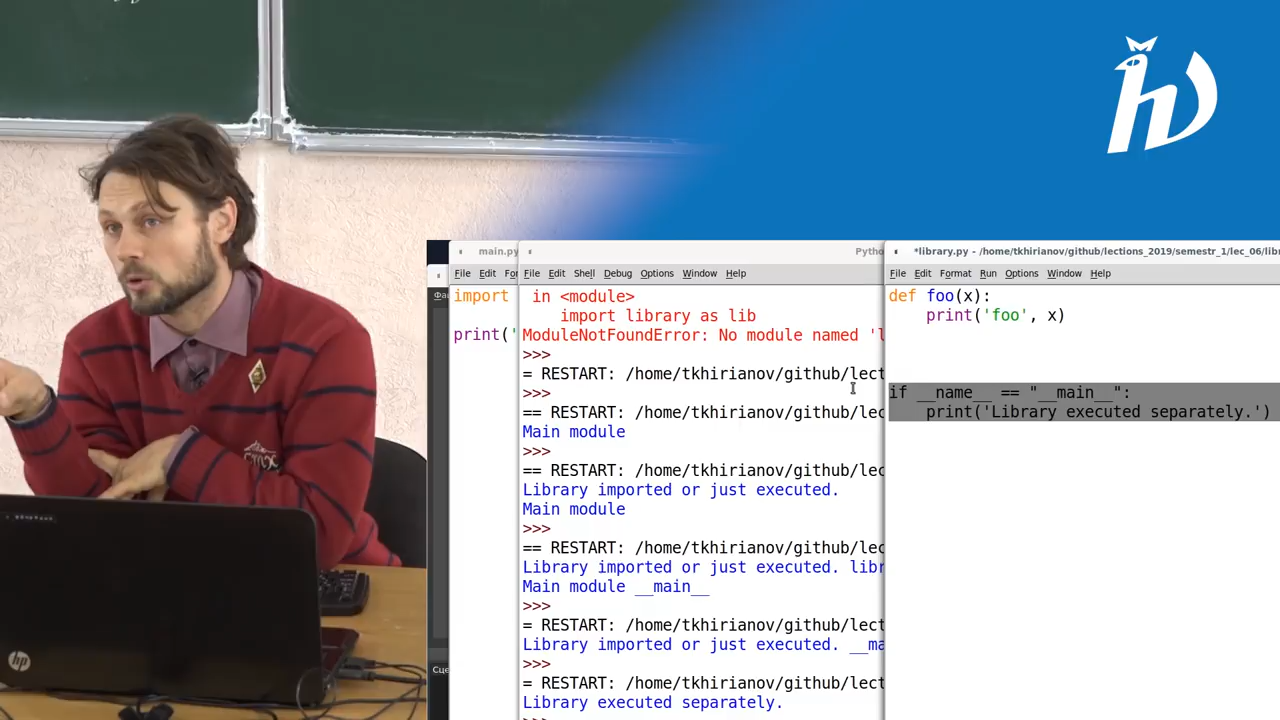 main.py
File Edit
import
print('
Pytho
File Edit Shell Debug Options Window Help
in <module>
import library as lib
ModuleNotFoundError: No module named 'l
>>>
= RESTART: /home/tkhirianov/github/lect
>>>
== RESTART: /home/tkhirianov/github/lec
Main module
>>>
== RESTART: /home/tkhirianov/github/lec
Library imported or just executed.
Main module
>>>
== RESTART: /home/tkhirianov/github/lec
Library imported or just executed. libr
Main module __main__
>>>
= RESTART: /home/tkhirianov/github/lect
Library imported or just executed. __ma
>>>
= RESTART: /home/tkhirianov/github/lect
Library executed separately.
>>>
*library.py - /home/tkhirianov/github/lections_2019/semestr_1/lec_06/libr
File Edit Format Run Options Window Help
def foo(x):
print('foo', x)
if __name__ == "__main__":
print('Library executed separately.')
hp